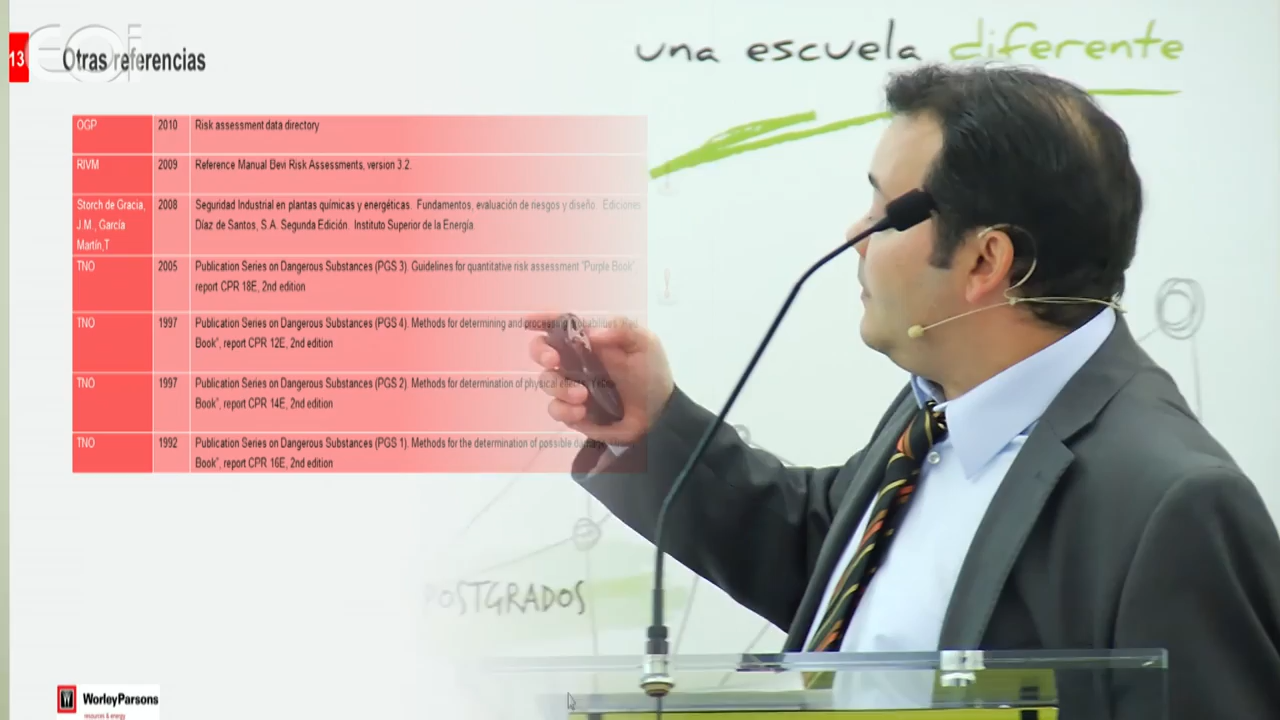 EOi
una escuela diferente
13
Otras referencias
OGP 2010 Risk assessment data directory
RIVM 2009 Reference Manual Bevi Risk Assessments, version 3.2.
Storch de Gracia, 2008 Seguridad Industrial en plantas químicas y energéticas. Fundamentos, evaluación de riesgos y diseño. Ediciones
J.M., García Díaz de Santos, S.A. Segunda Edición. Instituto Superior de la Energía
Martín,T
TNO 2005 Publication Series on Dangerous Substances (PGS 3). Guidelines for quantitative risk assessment "Purple Book",
report CPR 18E, 2nd edition
TNO 1997 Publication Series on Dangerous Substances (PGS 4). Methods for determining and processing probabilities "Red
Book", report CPR 12E, 2nd edition
TNO 1997 Publication Series on Dangerous Substances (PGS 2). Methods for determination of physical effects
Book", report CPR 14E, 2nd edition
TNO 1992 Publication Series on Dangerous Substances (PGS 1). Methods for the determination of possible damage
Book", report CPR 16E, 2nd edition
POSTGRADOS
WorleyParsons
resources & energy